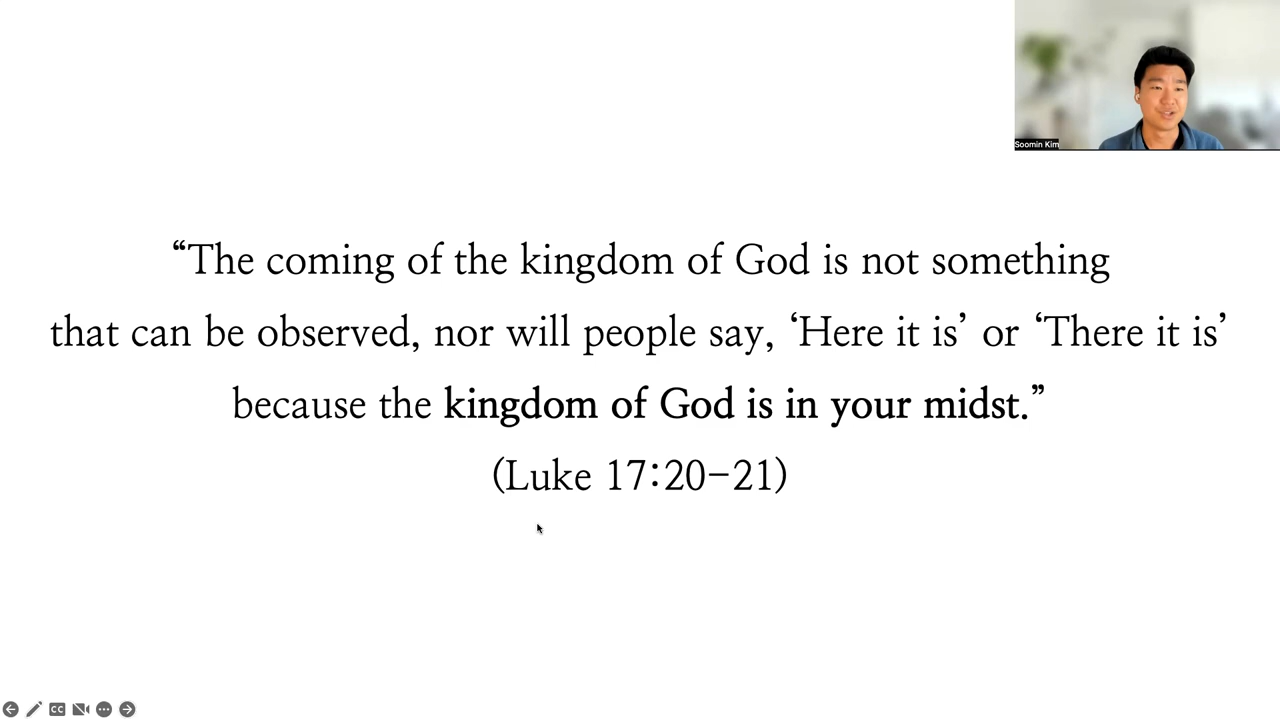 Soomin Kim
“The coming of the kingdom of God is not something
that can be observed, nor will people say, ‘Here it is’ or ‘There it is’
because the kingdom of God is in your midst.”
(Luke 17:20–21)
CC